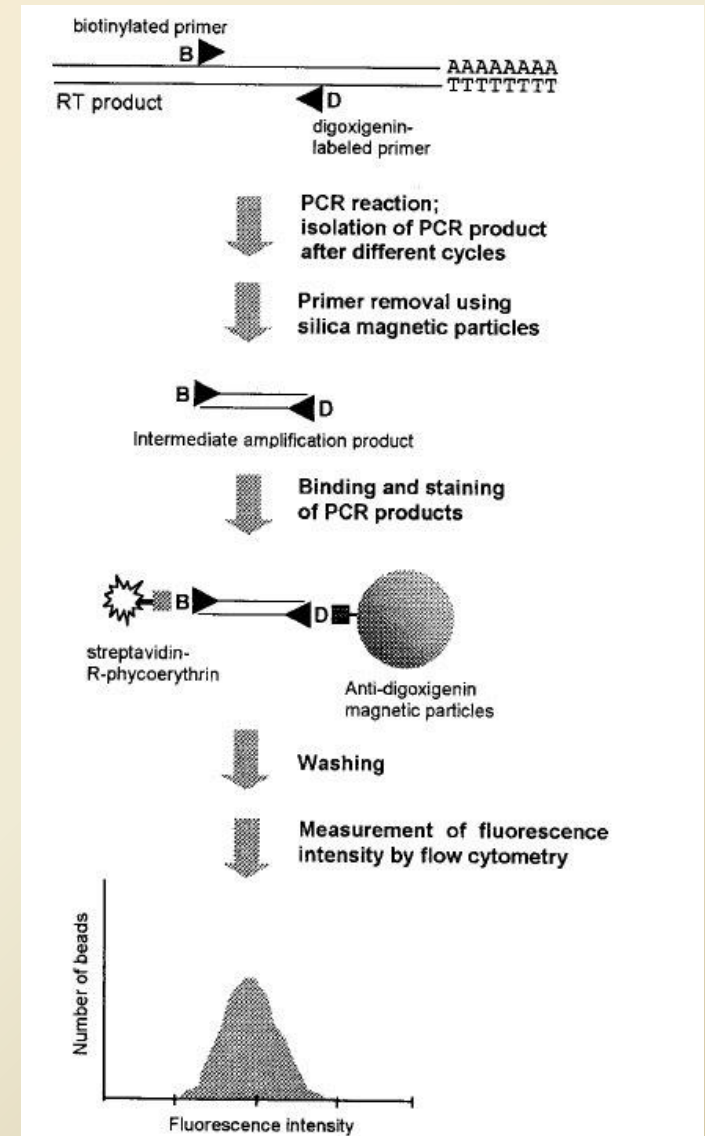 biotinylated primer
B
AAAAAAAA
TTTTTTTT
RT product
D
digoxigenin-
labeled primer
PCR reaction;
isolation of PCR product
after different cycles
Primer removal using
silica magnetic particles
B
D
Intermediate amplification product
Binding and staining
of PCR products
B
D
streptavidin-
R-phycoerythrin
Anti-digoxigenin
magnetic particles
Washing
Measurement of fluorescence
intensity by flow cytometry
Number of beads
Fluorescence intensity